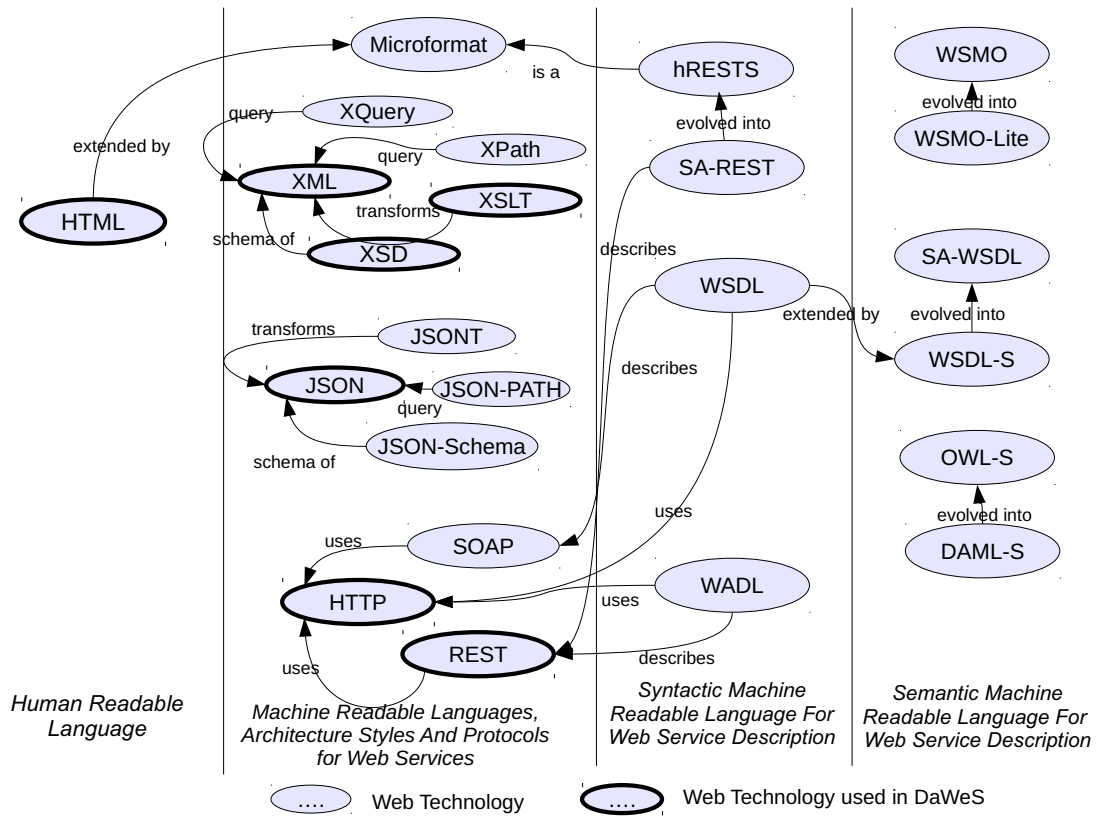 Microformat
hRESTS
WSMO
is a
evolved into
query
XQuery
evolved into
WSMO-Lite
extended by
query
XPath
SA-REST
XML
XSLT
transforms
HTML
schema of
XSD
describes
SA-WSDL
WSDL
extended by
evolved into
transforms
JSONT
WSDL-S
describes
JSON
JSON-PATH
query
JSON-Schema
schema of
OWL-S
uses
evolved into
uses
SOAP
DAML-S
HTTP
WADL
uses
REST
describes
uses
Human Readable
Language
Machine Readable Languages,
Architecture Styles And Protocols
for Web Services
Syntactic Machine
Readable Language For
Web Service Description
Semantic Machine
Readable Language For
Web Service Description
....
Web Technology
....
Web Technology used in DaWeS